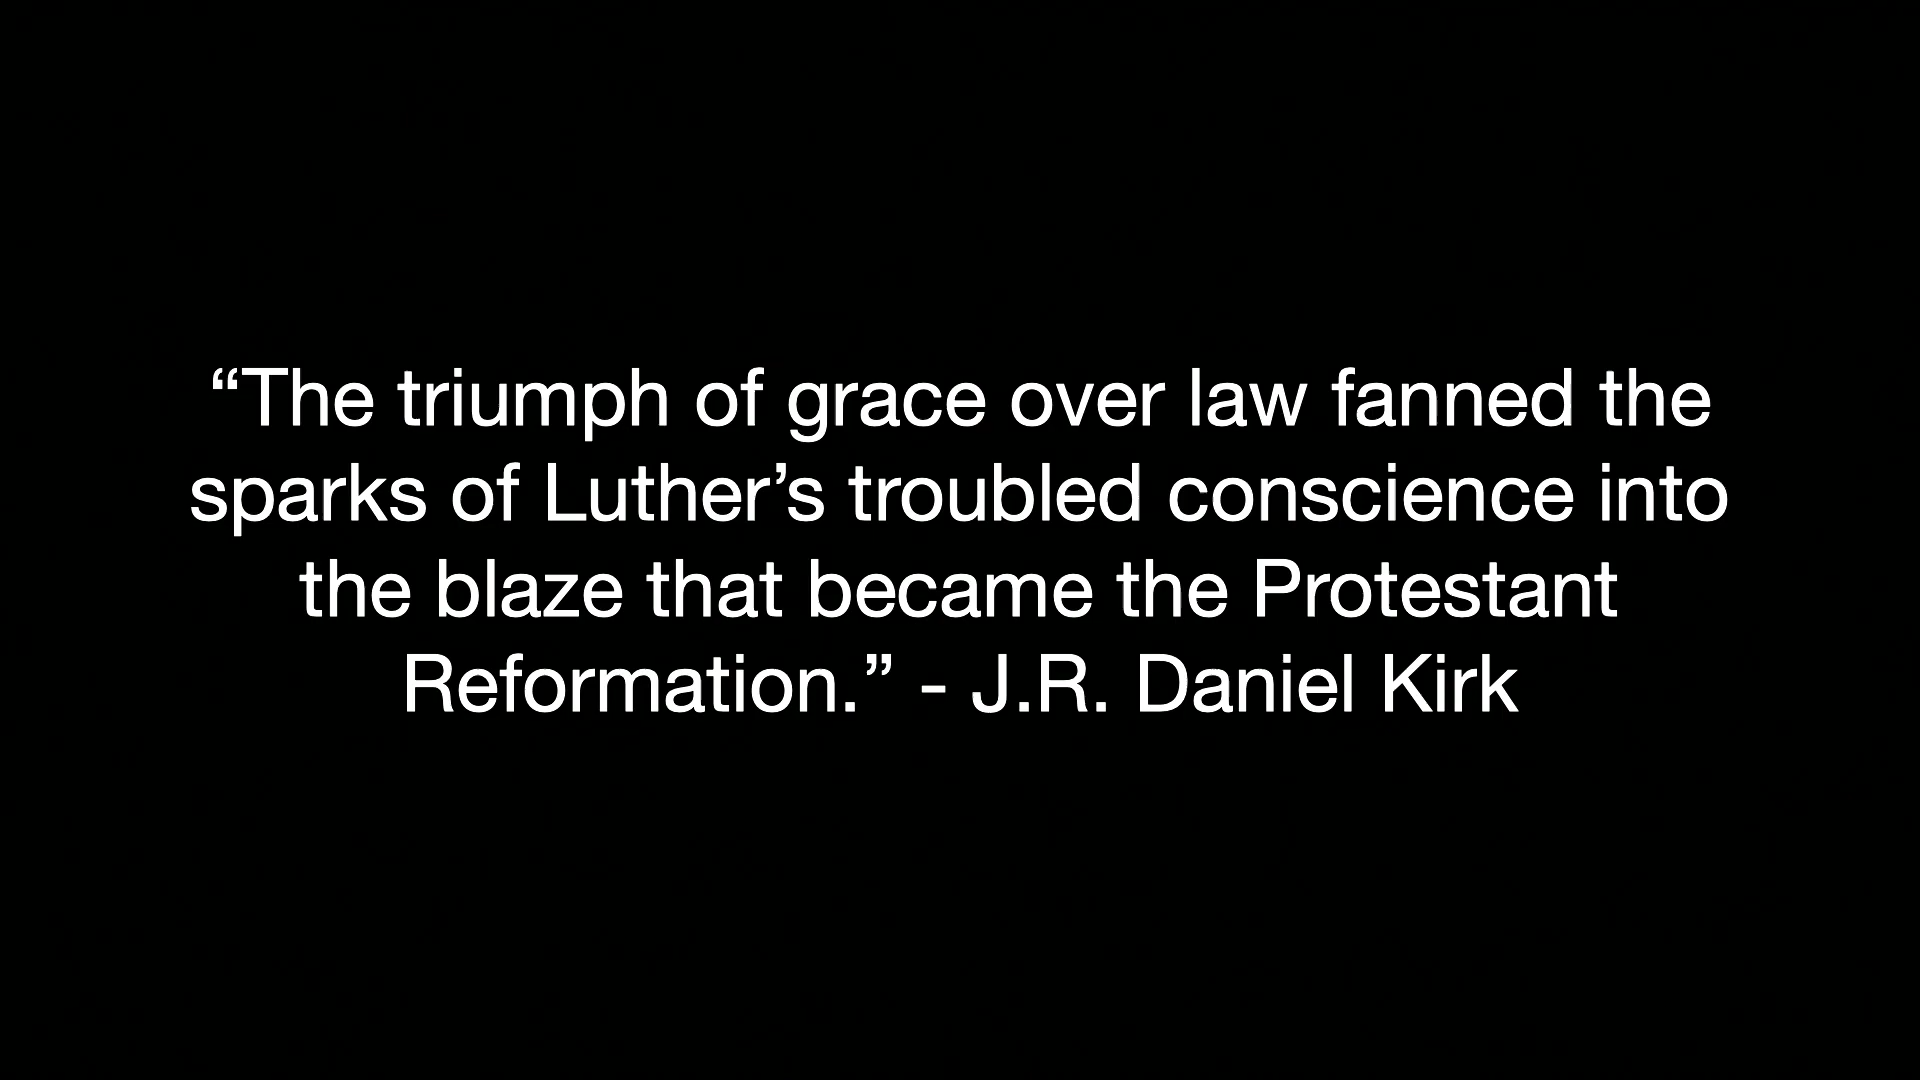 “The triumph of grace over law fanned the
sparks of Luther’s troubled conscience into
the blaze that became the Protestant
Reformation.” - J.R. Daniel Kirk